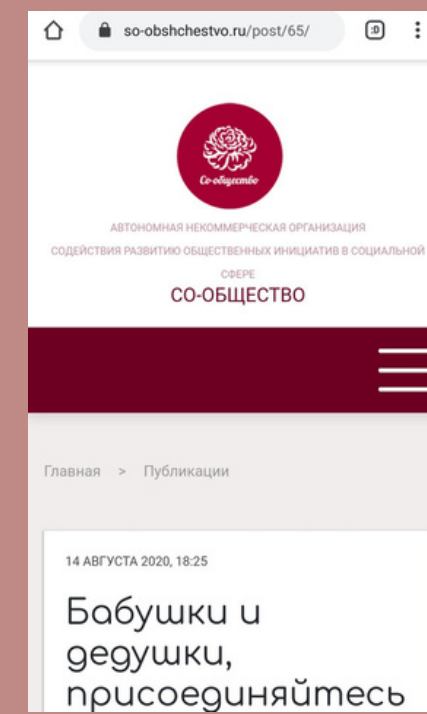 so-obshchestvo.ru/post/65/
:D
Со-общество
АВТОНОМНАЯ НЕКОММЕРЧЕСКАЯ ОРГАНИЗАЦИЯ
СОДЕЙСТВИЯ РАЗВИТИЮ ОБЩЕСТВЕННЫХ ИНИЦИАТИВ В СОЦИАЛЬНОЙ
СФЕРЕ
СО-ОБЩЕСТВО
Главная > Публикации
14 АВГУСТА 2020, 18:25
Бабушки и
дедушки,
присоединяйтесь